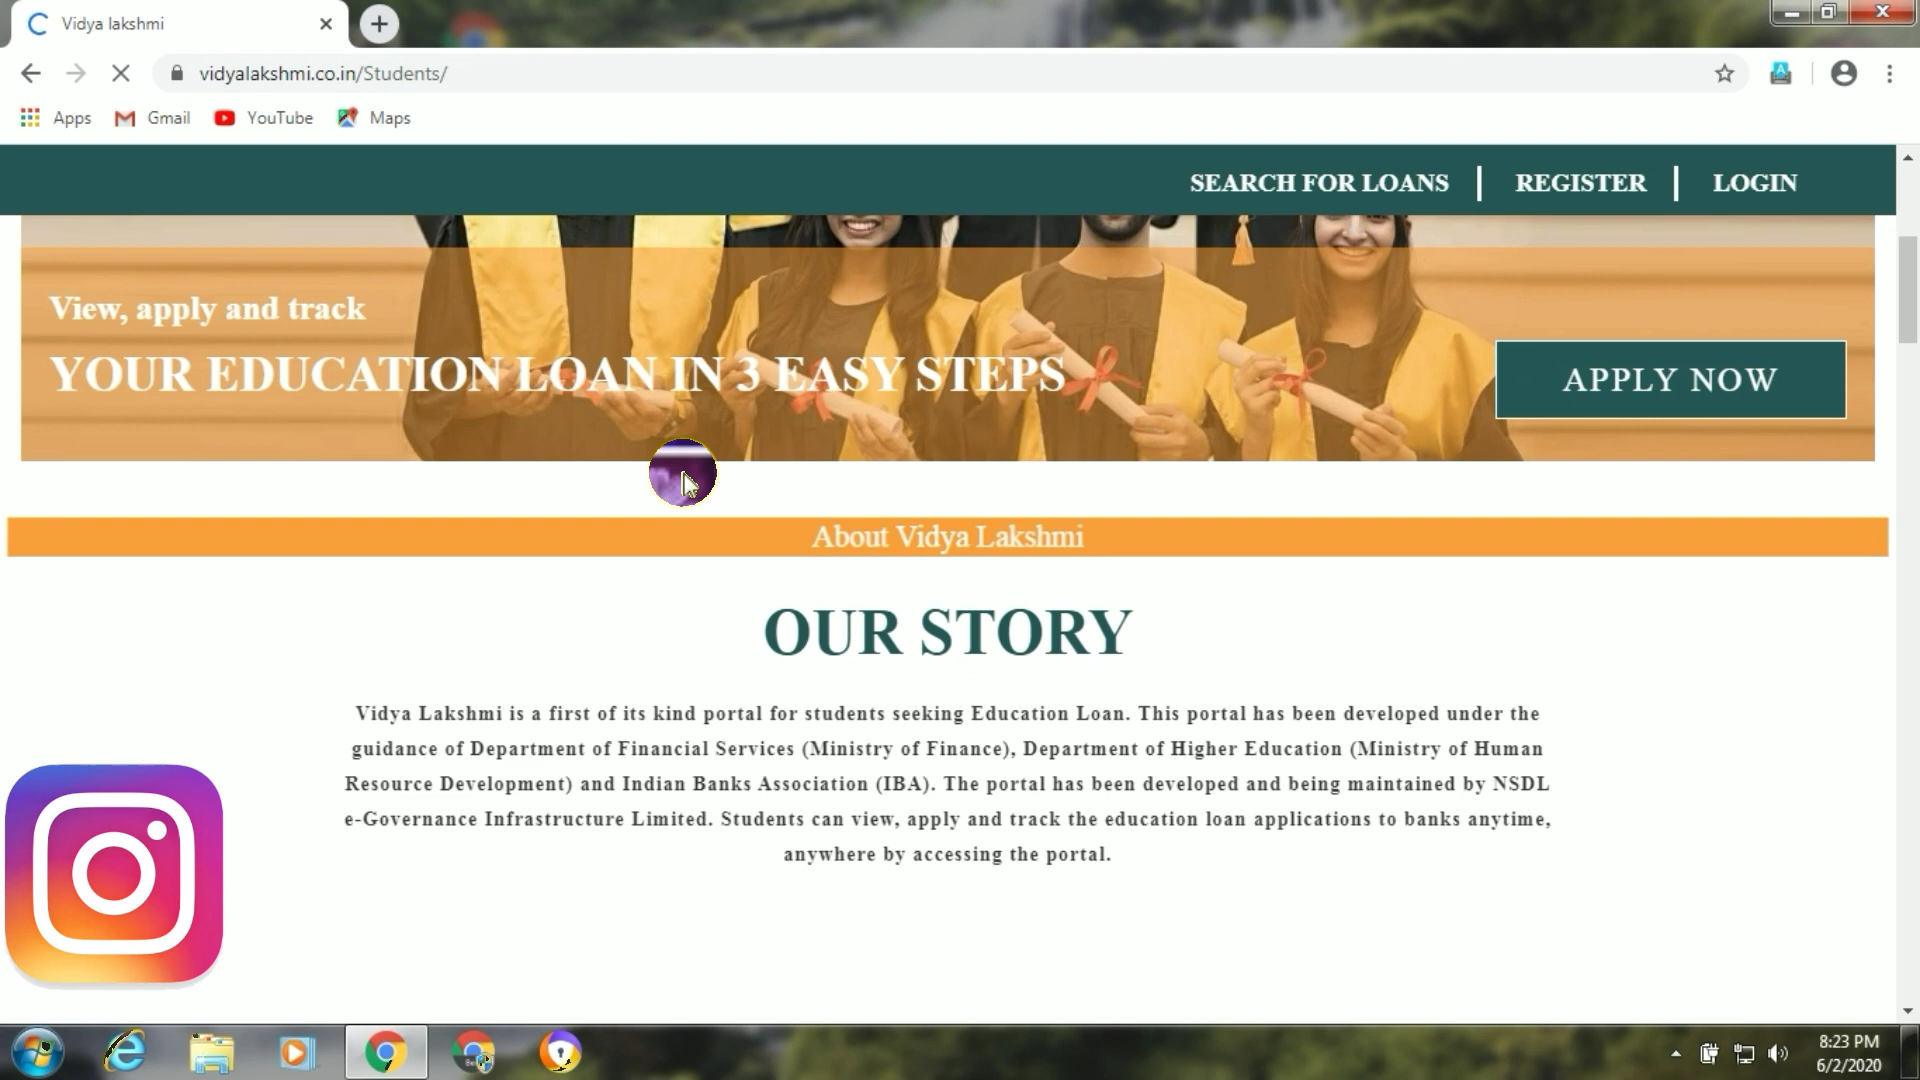 Vidya lakshmi
vidyalakshmi.co.in/Students/
Apps Gmail YouTube Maps
SEARCH FOR LOANS REGISTER LOGIN
View, apply and track
YOUR EDUCATION LOAN IN 3 EASY STEPS
APPLY NOW
About Vidya Lakshmi
OUR STORY
Vidya Lakshmi is a first of its kind portal for students seeking Education Loan. This portal has been developed under the
guidance of Department of Financial Services (Ministry of Finance), Department of Higher Education (Ministry of Human
Resource Development) and Indian Banks Association (IBA). The portal has been developed and being maintained by NSDL
e-Governance Infrastructure Limited. Students can view, apply and track the education loan applications to banks anytime,
anywhere by accessing the portal.
8:23 PM
6/2/2020